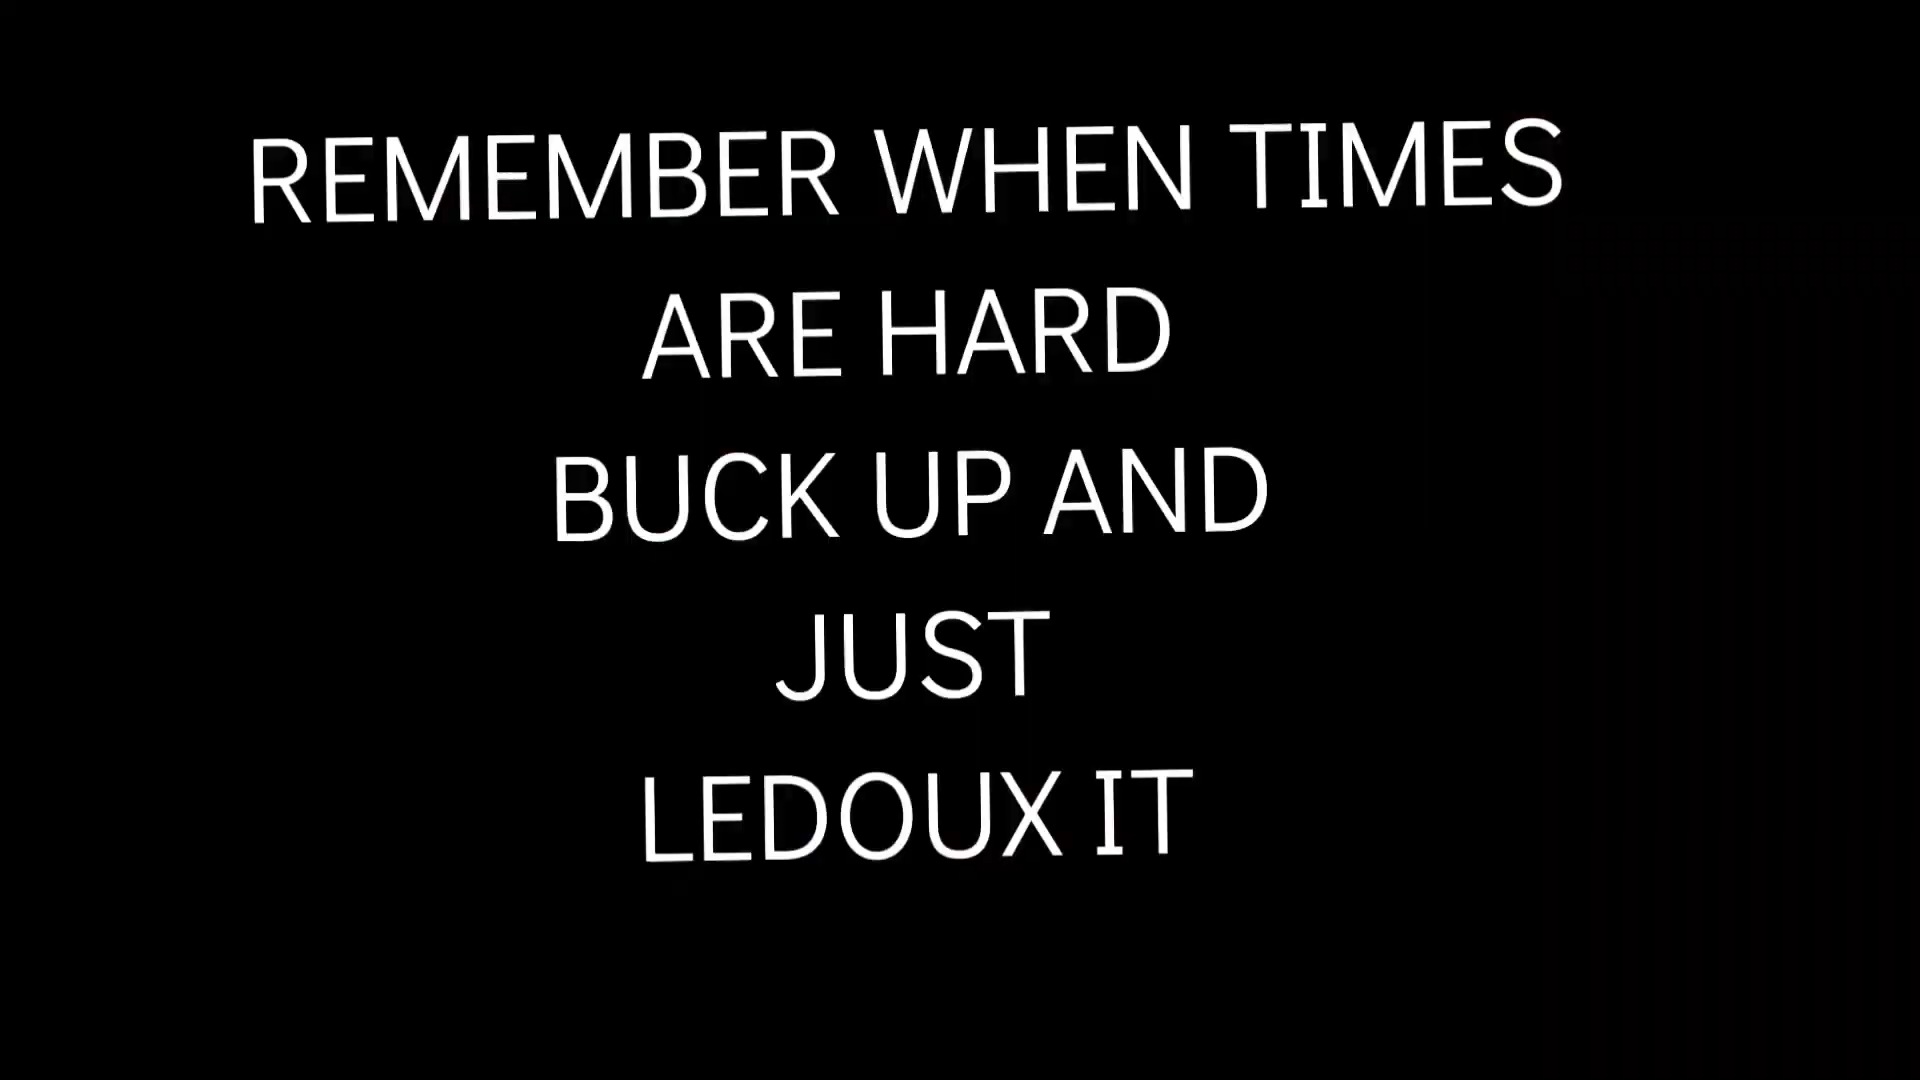 REMEMBER WHEN TIMES
ARE HARD
BUCK UP AND
JUST
LEDOUX IT